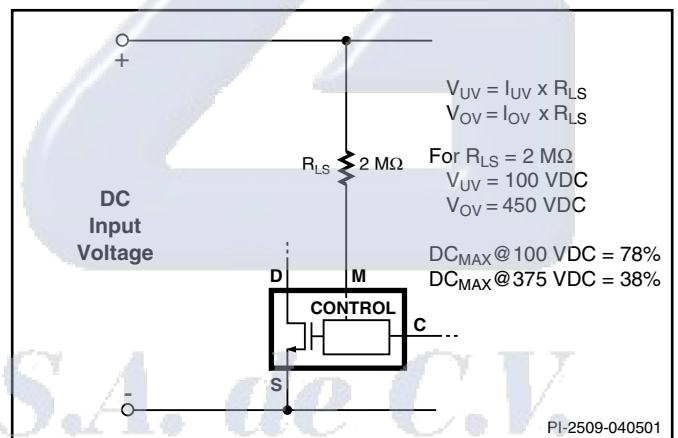 +
V_UV = I_UV x R_LS
V_OV = I_OV x R_LS
For R_LS = 2 MΩ
V_UV = 100 VDC
V_OV = 450 VDC
R_LS 2 MΩ
DC
Input
Voltage
DC_MAX@100 VDC = 78%
DC_MAX@375 VDC = 38%
D M
CONTROL
C
S
-
S.A. de C.V.
PI-2509-040501